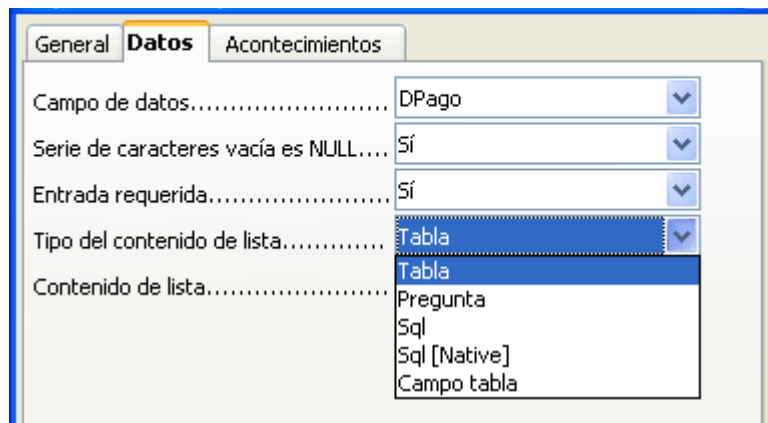 General Datos Acontecimientos
Campo de datos........................ DPago
Serie de caracteres vacía es NULL.... Sí
Entrada requerida....................... Sí
Tipo del contenido de lista............. Tabla
Contenido de lista.......................
Tabla
Pregunta
Sql
Sql [Native]
Campo tabla